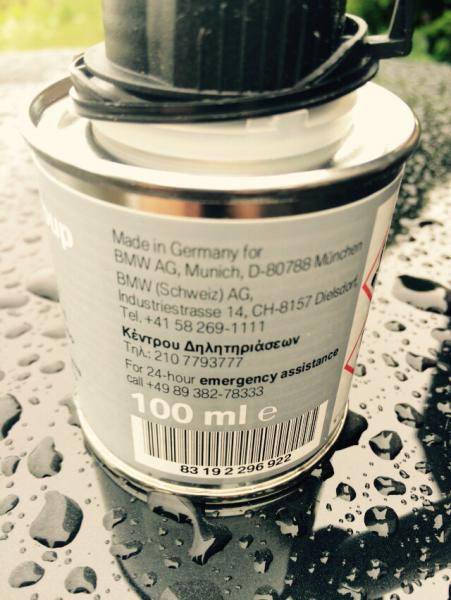 oup
Made in Germany for
BMW AG, Munich, D-80788 München
BMW (Schweiz) AG,
Industriestrasse 14, CH-8157 Dielsdorf,
Tel. +41 58 269-1111
Κέντρου Δηλητηριάσεων
Τηλ.: 210 7793777
For 24-hour emergency assistance
call +49 89 382-78333
100 ml e
83 19 2 296 922